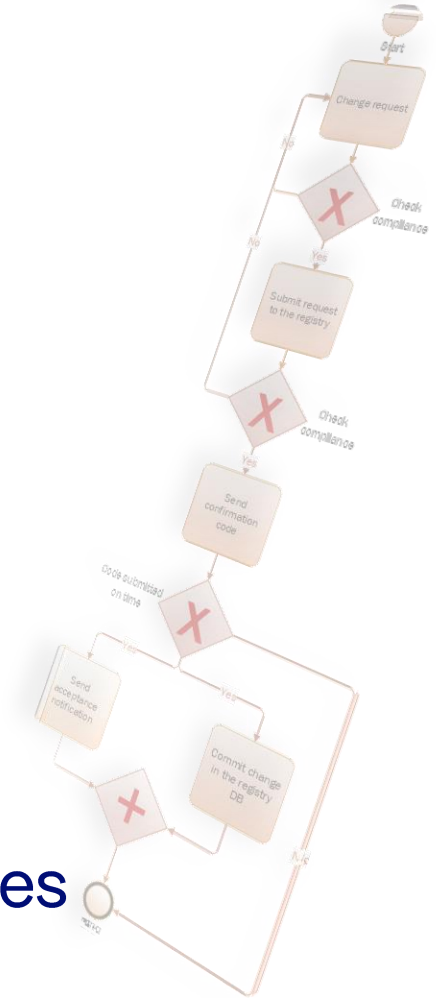 Start
Change request
No
Check
compliance
No
Yes
Submit request
to the registry
Check
compliance
Yes
Send
confirmation
code
Code submitted
on time
Yes
Send
acceptance
notification
Yes
Commit change
in the registry
DB
es